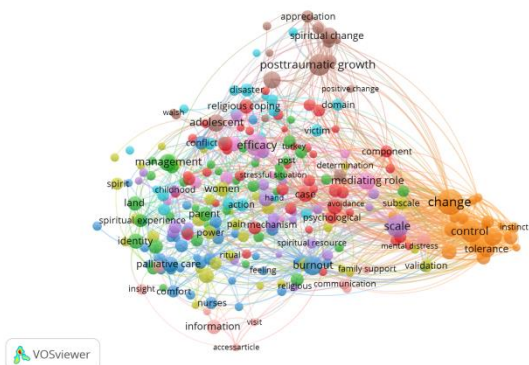 appreciation
spiritual change
posttraumatic growth
disaster
positive change
religious coping
domain
walsh
adolescent
victim
conflict
efficacy
turkey
component
management
post
determination
stressful situation
mediating role
spirit
childhood
women
hand
case
land
action
avoidance
subscale
change
parent
psychological
spiritual experience
scale
instinct
power
pain
mechanism
control
identity
spiritual resource
mental distress
tolerance
ritual
palliative care
feeling
burnout
family support
validation
insight
comfort
religious
communication
nurses
information
visit
accessarticle
VOSviewer